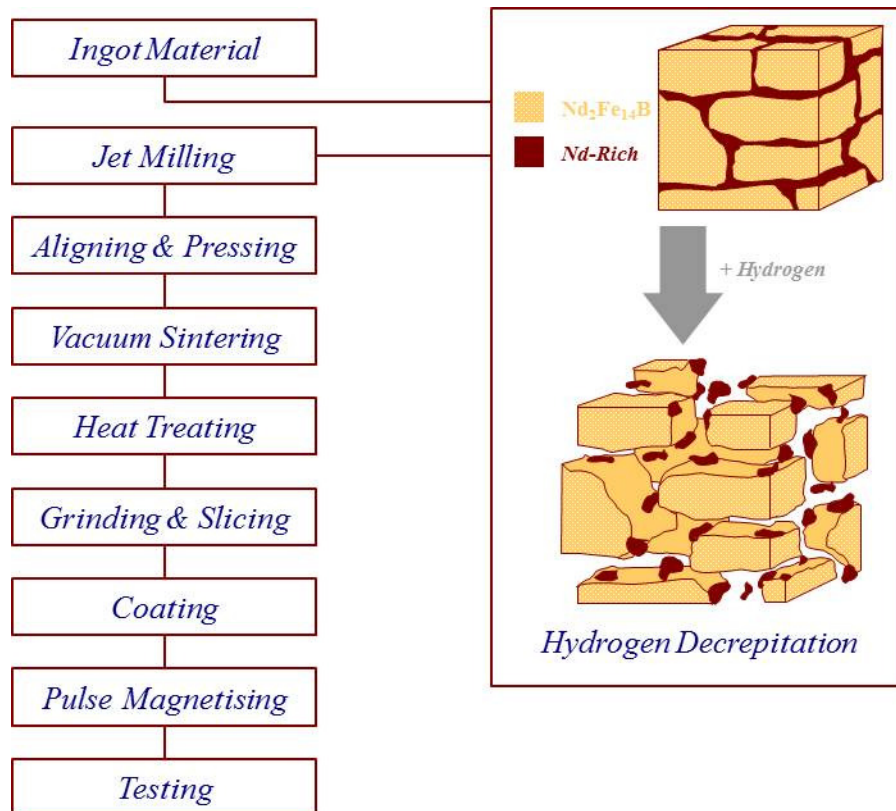 Ingot Material
Jet Milling
Aligning & Pressing
Vacuum Sintering
Heat Treating
Grinding & Slicing
Coating
Pulse Magnetising
Testing
Nd₂Fe₁₄B
Nd-Rich
+ Hydrogen
Hydrogen Decrepitation